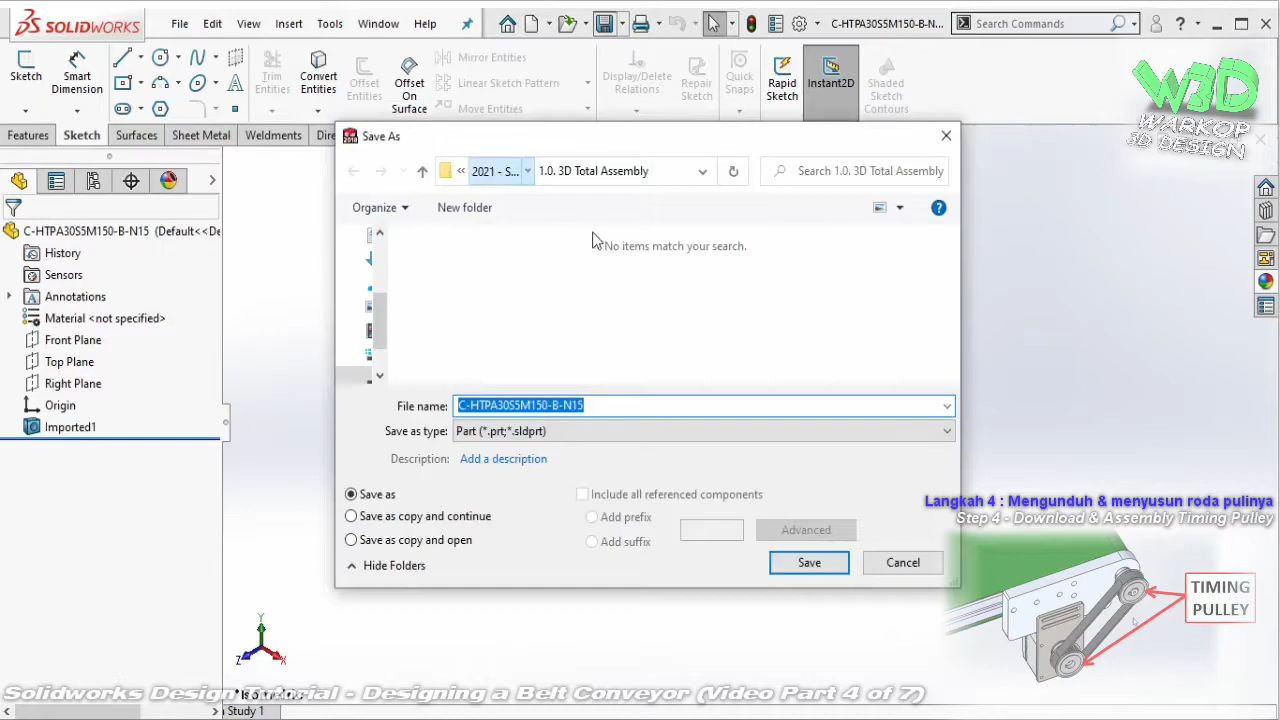 SOLIDWORKS File Edit View Insert Tools Window Help C-HTPA30S5M150-B-N... Search Commands
Sketch Smart Dimension Trim Entities Convert Entities Offset Entities Offset On Surface Mirror Entities Linear Sketch Pattern Move Entities Display/Delete Relations Repair Sketch Quick Snaps Rapid Sketch Instant2D Shaded Sketch Contours
W3D
WARKOP
3D DESIGN
Features Sketch Surfaces Sheet Metal Weldments Dire
Save As
« 2021 - S... 1.0. 3D Total Assembly Search 1.0. 3D Total Assembly
Organize New folder
No items match your search.
C-HTPA30S5M150-B-N15 (Default<<De
History
Sensors
Annotations
Material <not specified>
Front Plane
Top Plane
Right Plane
Origin
Imported1
File name: C-HTPA30S5M150-B-N15
Save as type: Part (*.prt;*.sldprt)
Description: Add a description
Save as
Save as copy and continue
Save as copy and open
Include all referenced components
Add prefix
Add suffix
Advanced
Hide Folders
Save Cancel
Langkah 4 : Mengunduh & menyusun roda pulinya
Step 4 - Download & Assembly Timing Pulley
TIMING
PULLEY
Y
Z X
Solidworks Design Tutorial - Designing a Belt Conveyor (Video Part 4 of 7)
Study 1